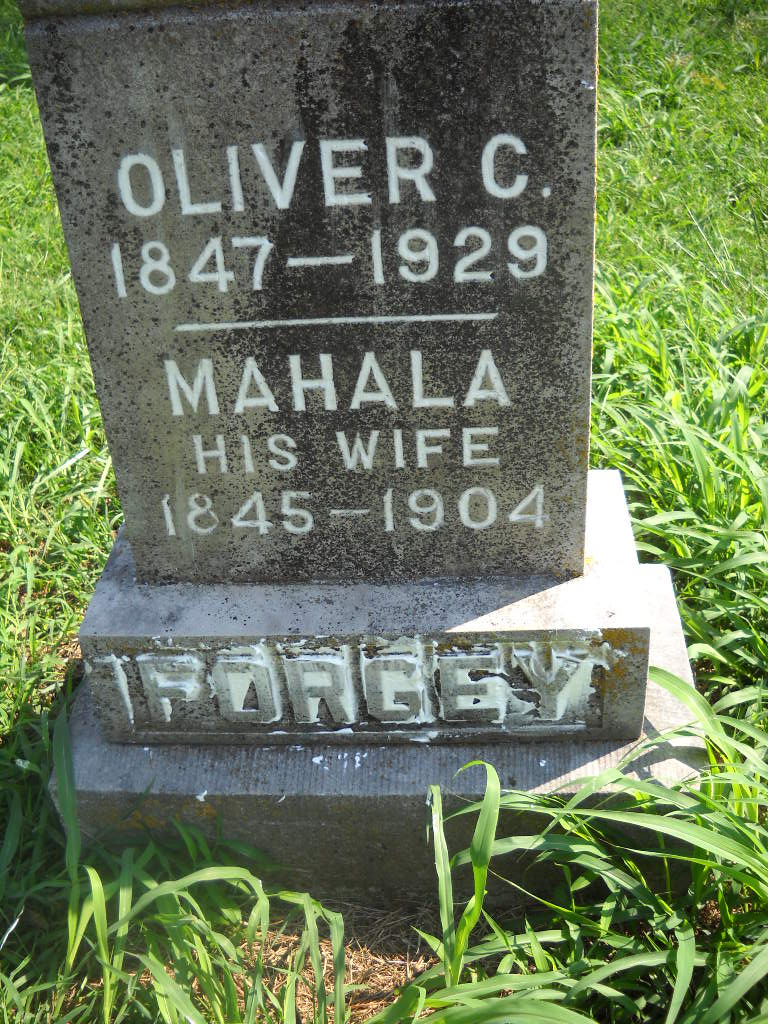 OLIVER C.
1847—1929
MAHALA
HIS WIFE
1845—1904
FORGEY